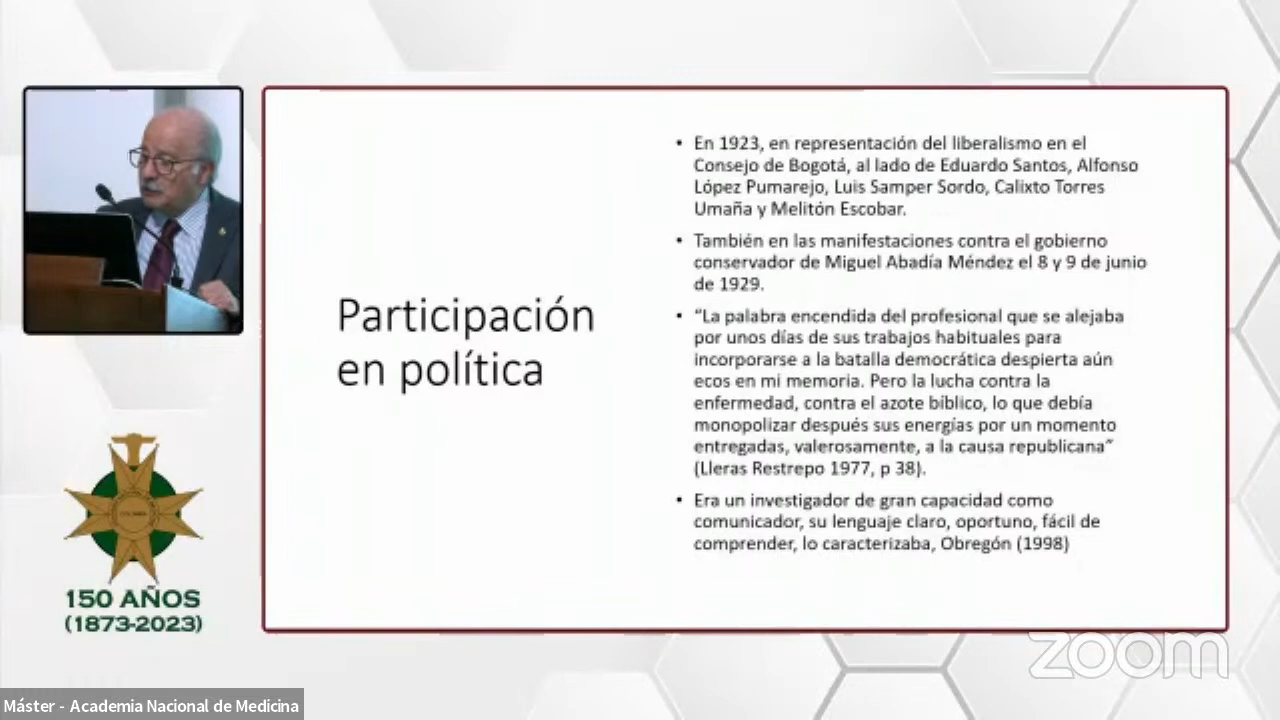 Participación
en política
• En 1923, en representación del liberalismo en el
Consejo de Bogotá, al lado de Eduardo Santos, Alfonso
López Pumarejo, Luis Samper Sordo, Calixto Torres
Umaña y Melitón Escobar.
• También en las manifestaciones contra el gobierno
conservador de Miguel Abadía Méndez el 8 y 9 de junio
de 1929.
• “La palabra encendida del profesional que se alejaba
por unos días de sus trabajos habituales para
incorporarse a la batalla democrática despierta aún
ecos en mi memoria. Pero la lucha contra la
enfermedad, contra el azote bíblico, lo que debía
monopolizar después sus energías por un momento
entregadas, valerosamente, a la causa republicana”
(Lleras Restrepo 1977, p 38).
• Era un investigador de gran capacidad como
comunicador, su lenguaje claro, oportuno, fácil de
comprender, lo caracterizaba, Obregón (1998)
150 AÑOS
(1873-2023)
zoom
Máster - Academia Nacional de Medicina